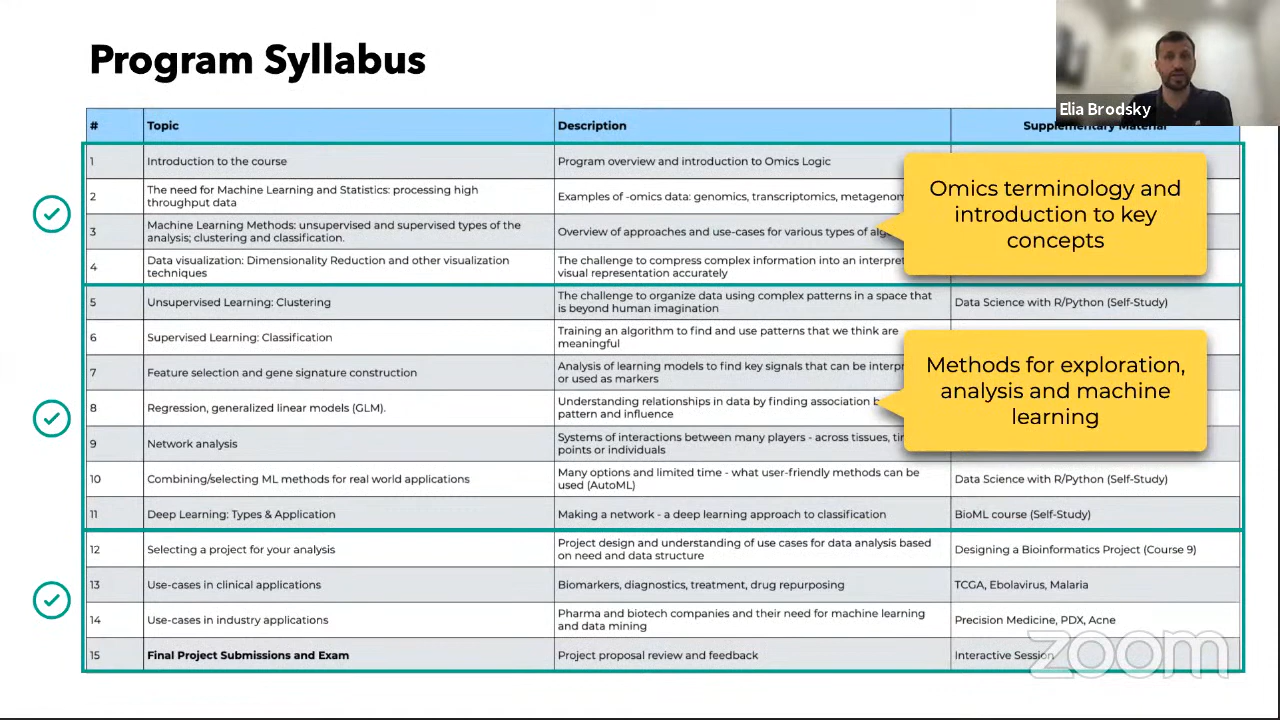 Program Syllabus
Elia Brodsky
# Topic Description Supplementary Material
1 Introduction to the course Program overview and introduction to Omics Logic
2 The need for Machine Learning and Statistics: processing high
throughput data
Examples of -omics data: genomics, transcriptomics,
3 Machine Learning Methods: unsupervised and supervised types of the
analysis; clustering and classification.
Overview of approaches and use-cases for various types of
4 Data visualization: Dimensionality Reduction and other visualization
techniques
The challenge to compress complex information into an
visual representation accurately
Omics terminology and
introduction to key
concepts
5 Unsupervised Learning: Clustering
The challenge to organize data using complex patterns in a space that
is beyond human imagination
Data Science with R/Python (Self-Study)
6 Supervised Learning: Classification
Training an algorithm to find and use patterns that we think are
meaningful
7 Feature selection and gene signature construction
Analysis of learning models to find key signals that can be
or used as markers
8 Regression, generalized linear models (GLM).
Understanding relationships in data by finding association
pattern and influence
9 Network analysis
Systems of interactions between many players - across tissues,
points or individuals
Methods for exploration,
analysis and machine
learning
10 Combining/selecting ML methods for real world applications
Many options and limited time - what user-friendly methods can be
used (AutoML)
Data Science with R/Python (Self-Study)
11 Deep Learning: Types & Application Making a network - a deep learning approach to classification BioML course (Self-Study)
12 Selecting a project for your analysis
Project design and understanding of use cases for data analysis based
on need and data structure
Designing a Bioinformatics Project (Course 9)
13 Use-cases in clinical applications Biomarkers, diagnostics, treatment, drug repurposing TCGA, Ebolavirus, Malaria
14 Use-cases in industry applications
Pharma and biotech companies and their need for machine learning
and data mining
Precision Medicine, PDX, Acne
15 Final Project Submissions and Exam Project proposal review and feedback Interactive Session
zoom